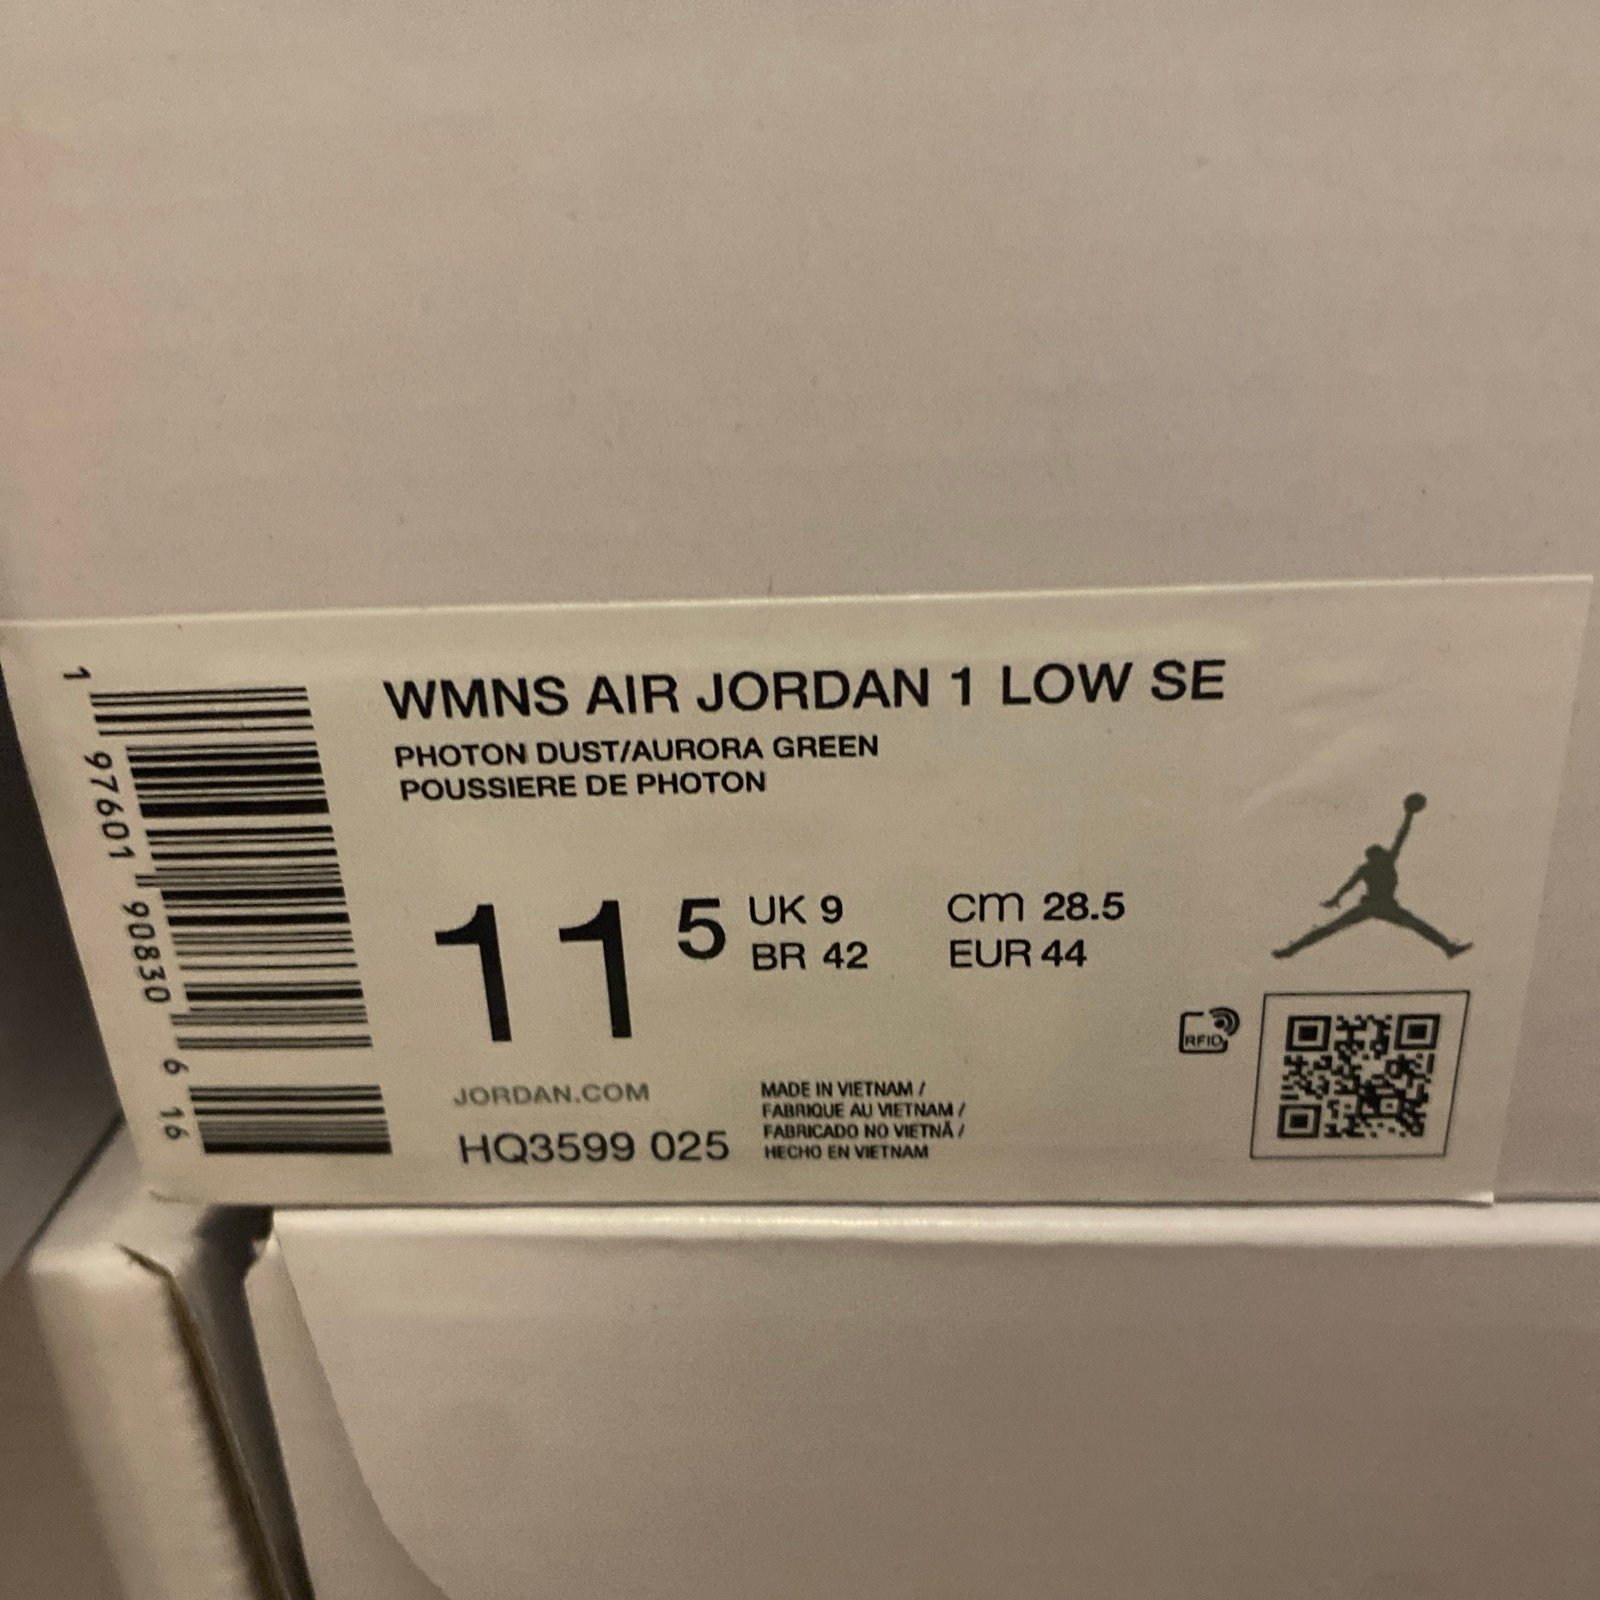 WMNS AIR JORDAN 1 LOW SE
PHOTON DUST/AURORA GREEN
POUSSIERE DE PHOTON
11 5
UK 9
BR 42
cm 28.5
EUR 44
RFID
JORDAN.COM
HQ3599 025
MADE IN VIETNAM /
FABRIQUE AU VIETNAM /
FABRICADO NO VIETNÃ /
HECHO EN VIETNAM
1 97601 90830 6 16